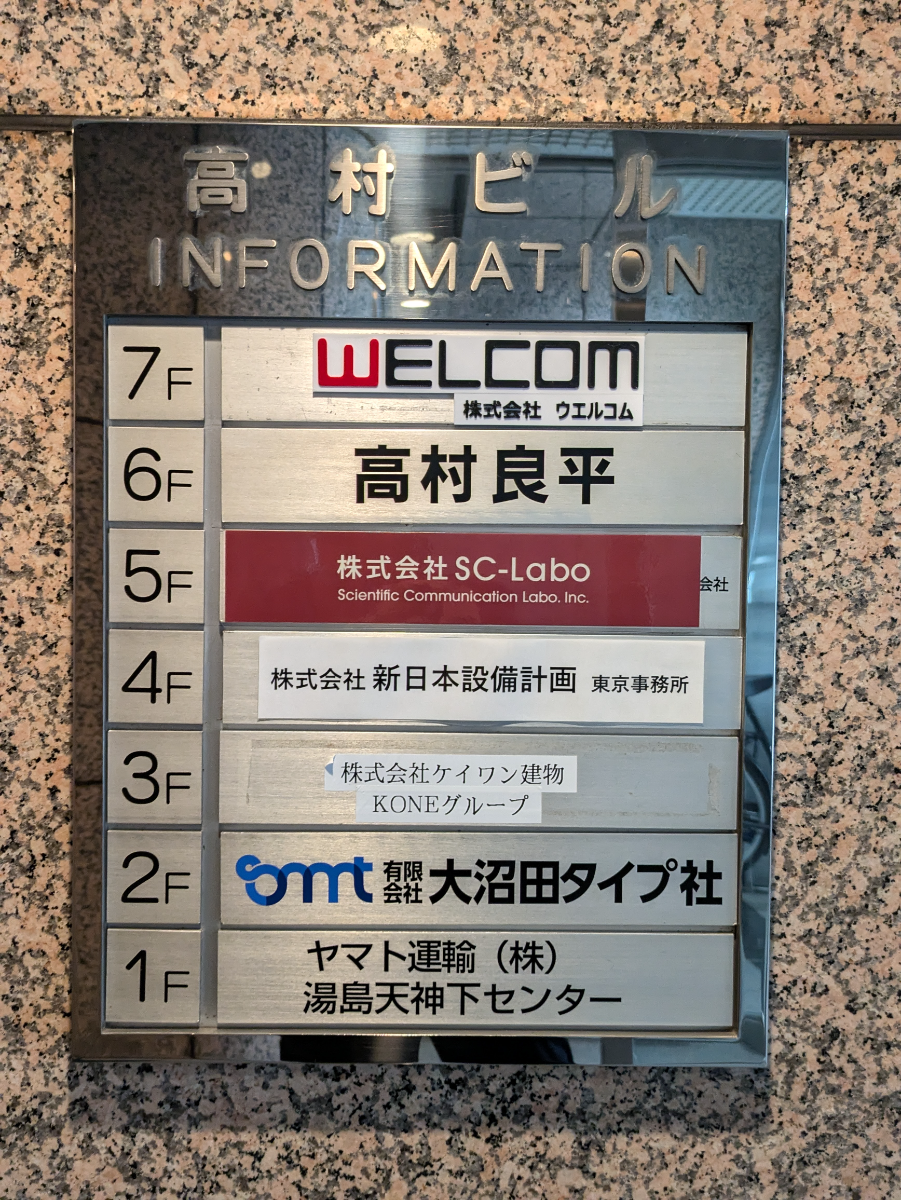 高村ビル
INFORMATION
7F
WELCOM
株式会社 ウエルコム
6F
高村良平
5F
株式会社 SC-Labo
Scientific Communication Labo. Inc.
会社
4F
株式会社 新日本設備計画 東京事務所
3F
株式会社ケイワン建物
KONEグループ
2F
omt 有限会社 大沼田タイプ社
1F
ヤマト運輸（株）
湯島天神下センター